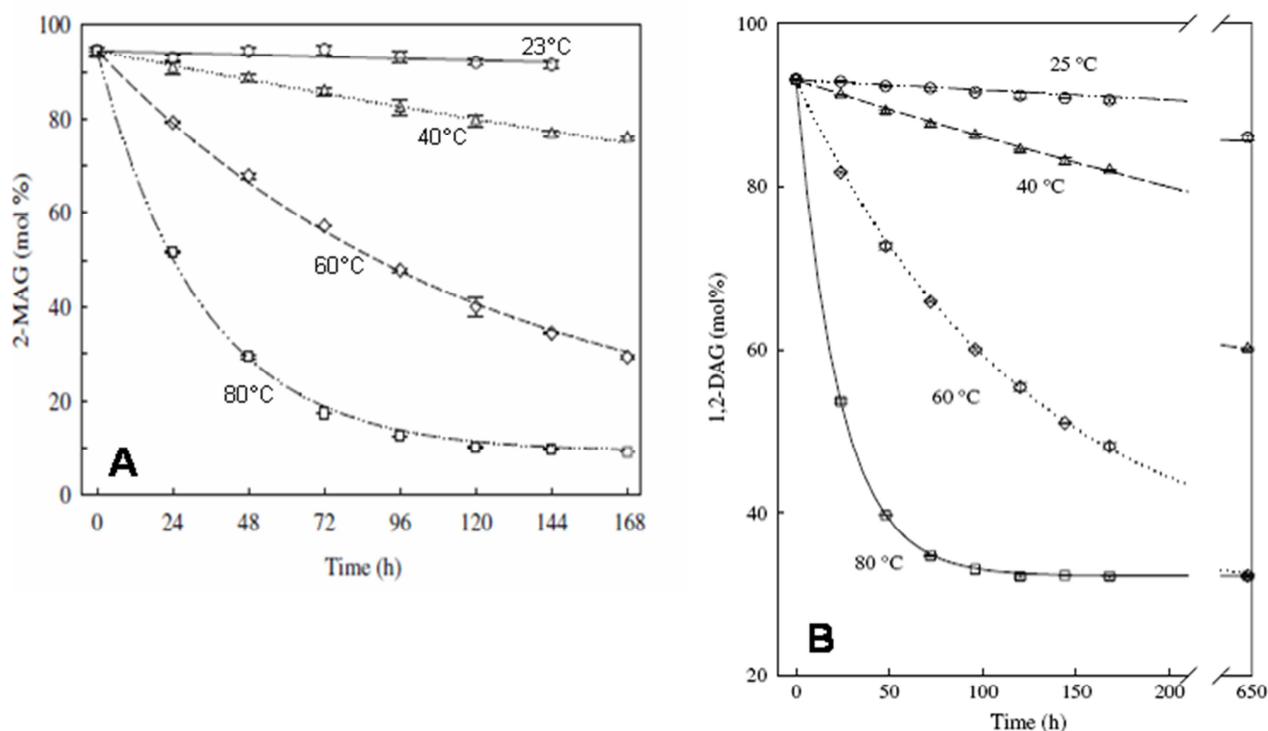 100
80
60
40
20
0
2-MAG (mol %)
23°C
40°C
60°C
80°C
A
0 24 48 72 96 120 144 168
Time (h)
100
80
60
40
20
1,2-DAG (mol%)
25 °C
40 °C
60 °C
80 °C
B
0 50 100 150 200 650
Time (h)